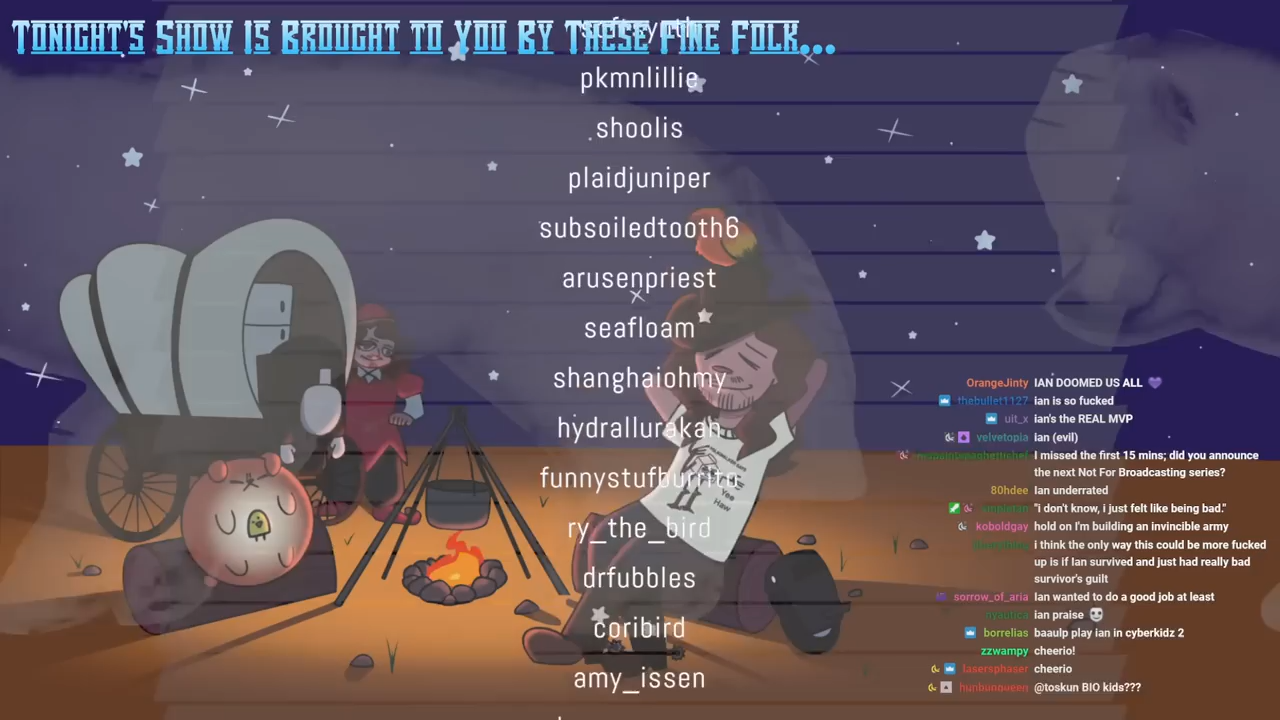 TONIGHT'S SHOW IS BROUGHT TO YOU BY THESE FINE FOLK...
softsynth
pkmnlillie
shoolis
plaidjuniper
subsoiledtooth6
arusenpriest
seafloam
shanghaiohmy
hydrallurakan
funnystufburrito
ry_the_bird
drfubbles
coribird
amy_issen
Yee
Haw
OrangeJinty IAN DOOMED US ALL
thebullet1127 ian is so fucked
uit_x ian's the REAL MVP
velvetopia ian (evil)
I missed the first 15 mins; did you announce
the next Not For Broadcasting series?
80hdee Ian underrated
"i don't know, i just felt like being bad."
koboldgay hold on I'm building an invincible army
i think the only way this could be more fucked
up is if Ian survived and just had really bad
survivor's guilt
sorrow_of_aria Ian wanted to do a good job at least
ian praise
borrelias baaulp play ian in cyberkidz 2
zzwampy cheerio!
lasersphaser cheerio
hunbunqueen @toskun BIO kids???